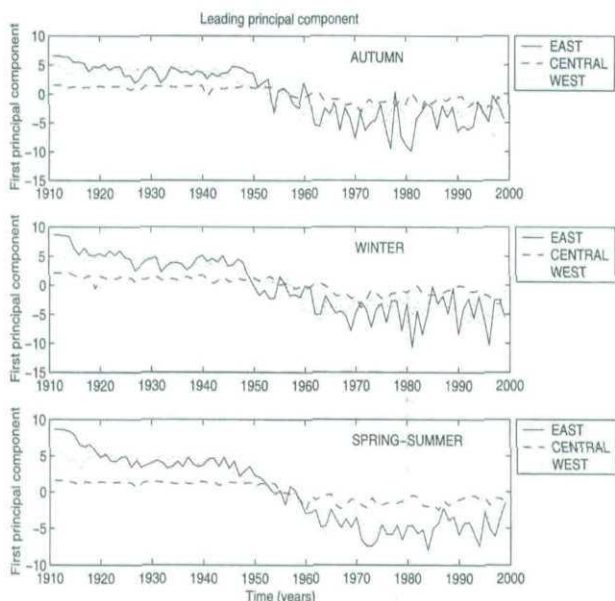 Leading principal component
First principal component
10
5
0
−5
−10
−15
AUTUMN
1910 1920 1930 1940 1950 1960 1970 1980 1990 2000
EAST
CENTRAL
WEST
First principal component
10
5
0
−5
−10
−15
WINTER
1910 1920 1930 1940 1950 1960 1970 1980 1990 2000
EAST
CENTRAL
WEST
First principal component
10
5
0
−5
−10
SPRING−SUMMER
1910 1920 1930 1940 1950 1960 1970 1980 1990 2000
Time (years)
EAST
CENTRAL
WEST